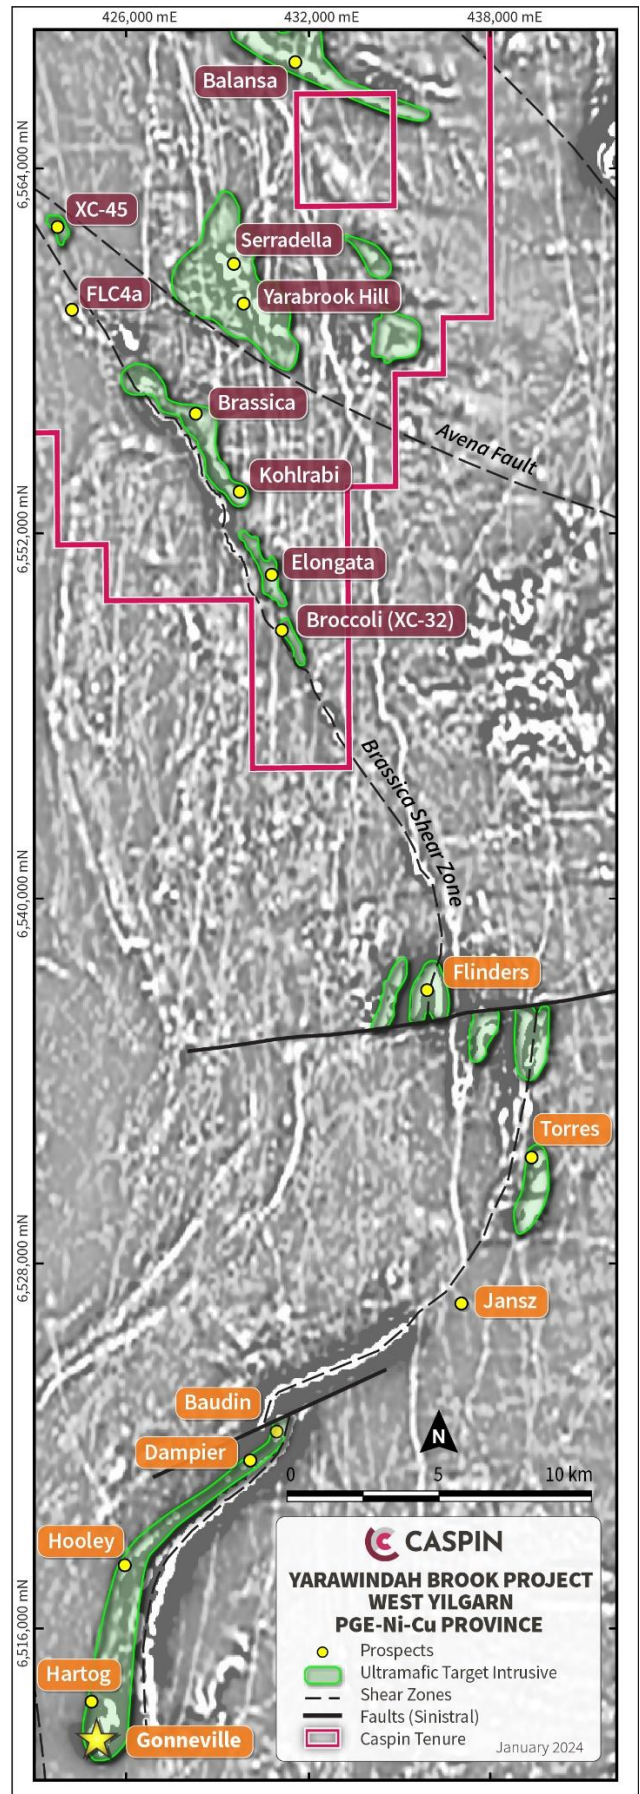 426,000 mE
432,000 mE
438,000 mE
Balansa
6,564,000 mN
XC-45
Serradella
FLC4a
Yarabrook Hill
Brassica
Avena Fault
Kohlrabi
6,552,000 mN
Elongata
Broccoli (XC-32)
Brassica Shear Zone
6,540,000 mN
Flinders
Torres
6,528,000 mN
Jansz
Baudin
N
Dampier
0
5
10 km
Hooley
CASPIN
YARAWINDAH BROOK PROJECT
WEST YILGARN
PGE-Ni-Cu PROVINCE
6,516,000 mN
Prospects
Ultramafic Target Intrusive
Hartog
Shear Zones
Faults (Sinistral)
Gonneville
Caspin Tenure
January 2024